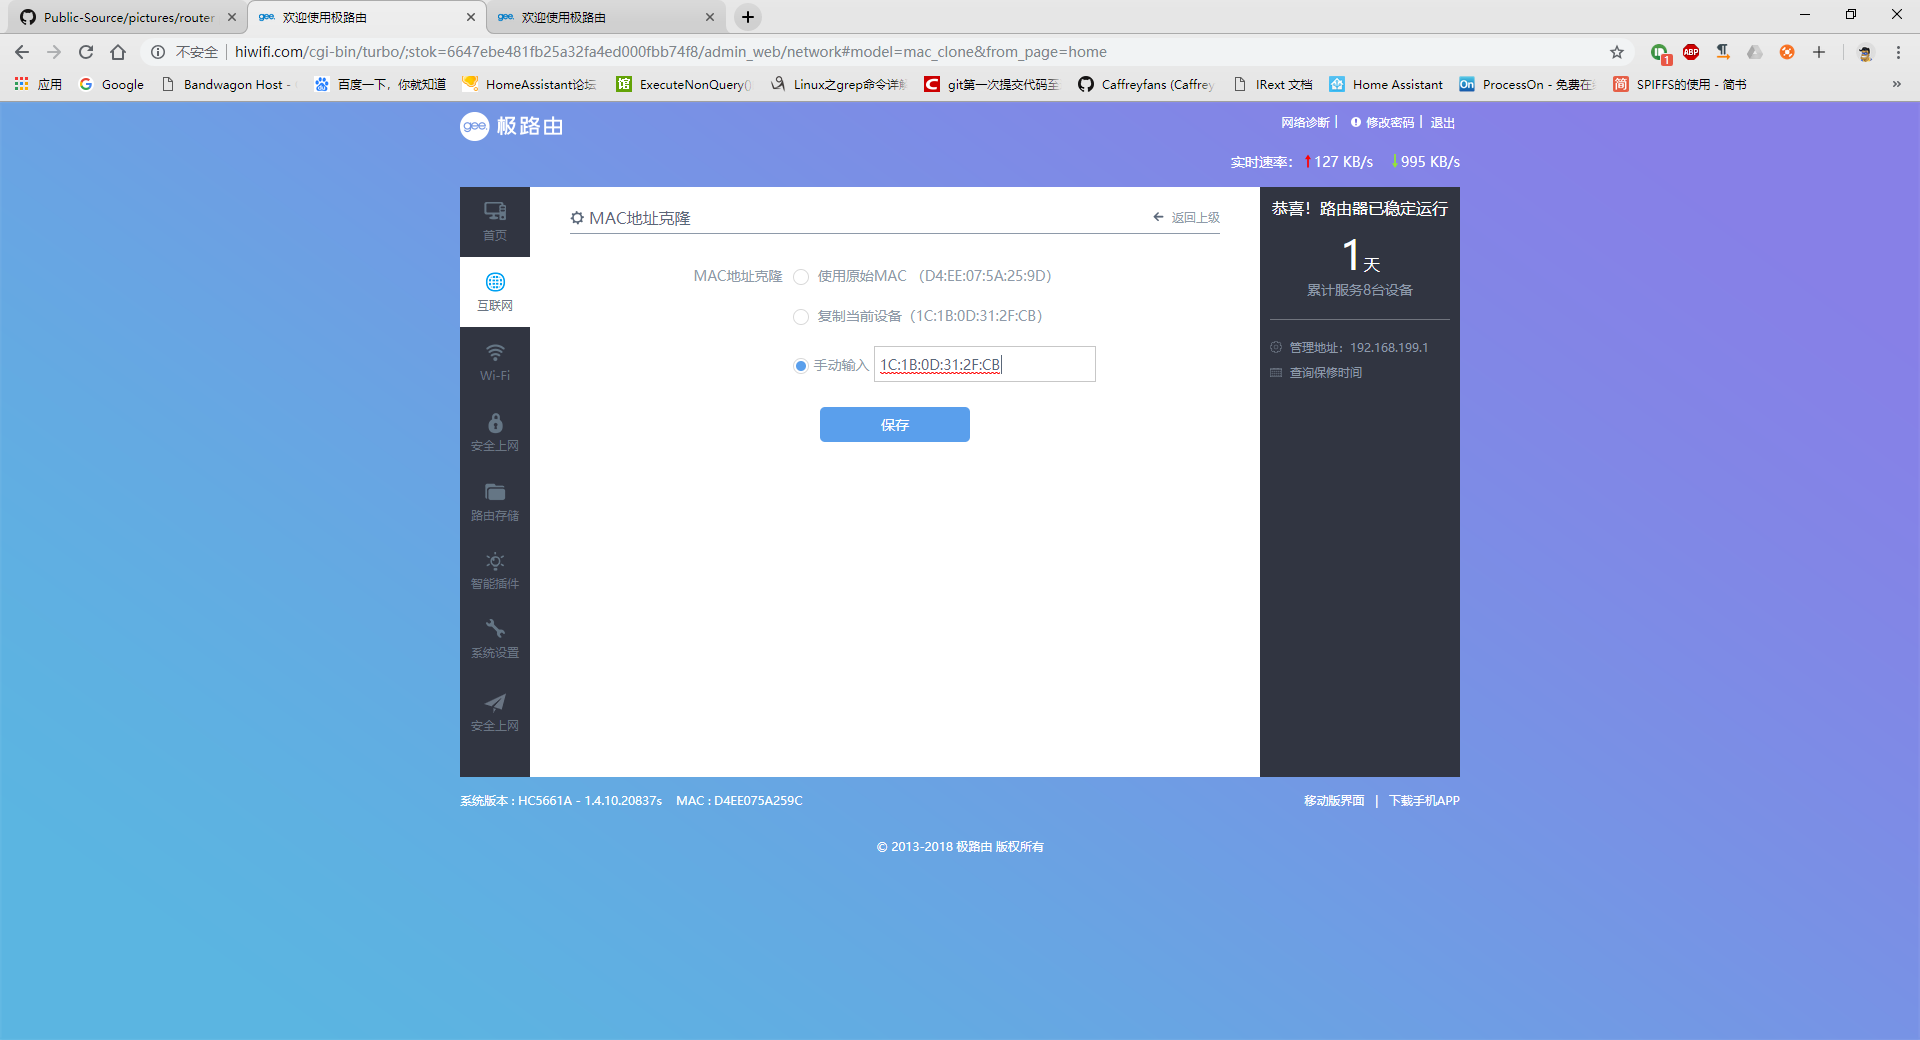 Public-Source/pictures/router
欢迎使用极路由
欢迎使用极路由
不安全
hiwifi.com/cgi-bin/turbo/;stok=6647ebe481fb25a32fa4ed000fbb74f8/admin_web/network#model=mac_clone&from_page=home
1
ABP
应用
Google
Bandwagon Host -
百度一下，你就知道
HomeAssistant论坛
馆 ExecuteNonQuery()
Linux之grep命令详解
C git第一次提交代码至
Caffreyfans (Caffrey
IRext 文档
Home Assistant
On ProcessOn - 免费在
简 SPIFFS的使用 - 简书
gee. 极路由
网络诊断 | 修改密码 | 退出
实时速率： 127 KB/s 995 KB/s
首页
互联网
Wi-Fi
安全上网
路由存储
智能插件
系统设置
安全上网
MAC地址克隆
返回上级
MAC地址克隆
使用原始MAC （D4:EE:07:5A:25:9D）
复制当前设备（1C:1B:0D:31:2F:CB）
手动输入 1C:1B:0D:31:2F:CB
保存
恭喜！路由器已稳定运行
1天
累计服务8台设备
管理地址：192.168.199.1
查询保修时间
系统版本 : HC5661A - 1.4.10.20837s MAC : D4EE075A259C
移动版界面 | 下载手机APP
© 2013-2018 极路由 版权所有